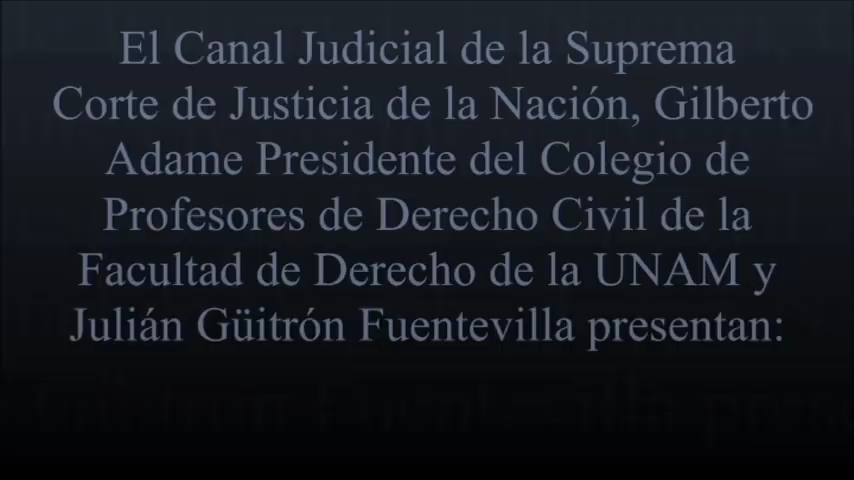 El Canal Judicial de la Suprema
Corte de Justicia de la Nación, Gilberto
Adame Presidente del Colegio de
Profesores de Derecho Civil de la
Facultad de Derecho de la UNAM y
Julián Güitrón Fuentevilla presentan: